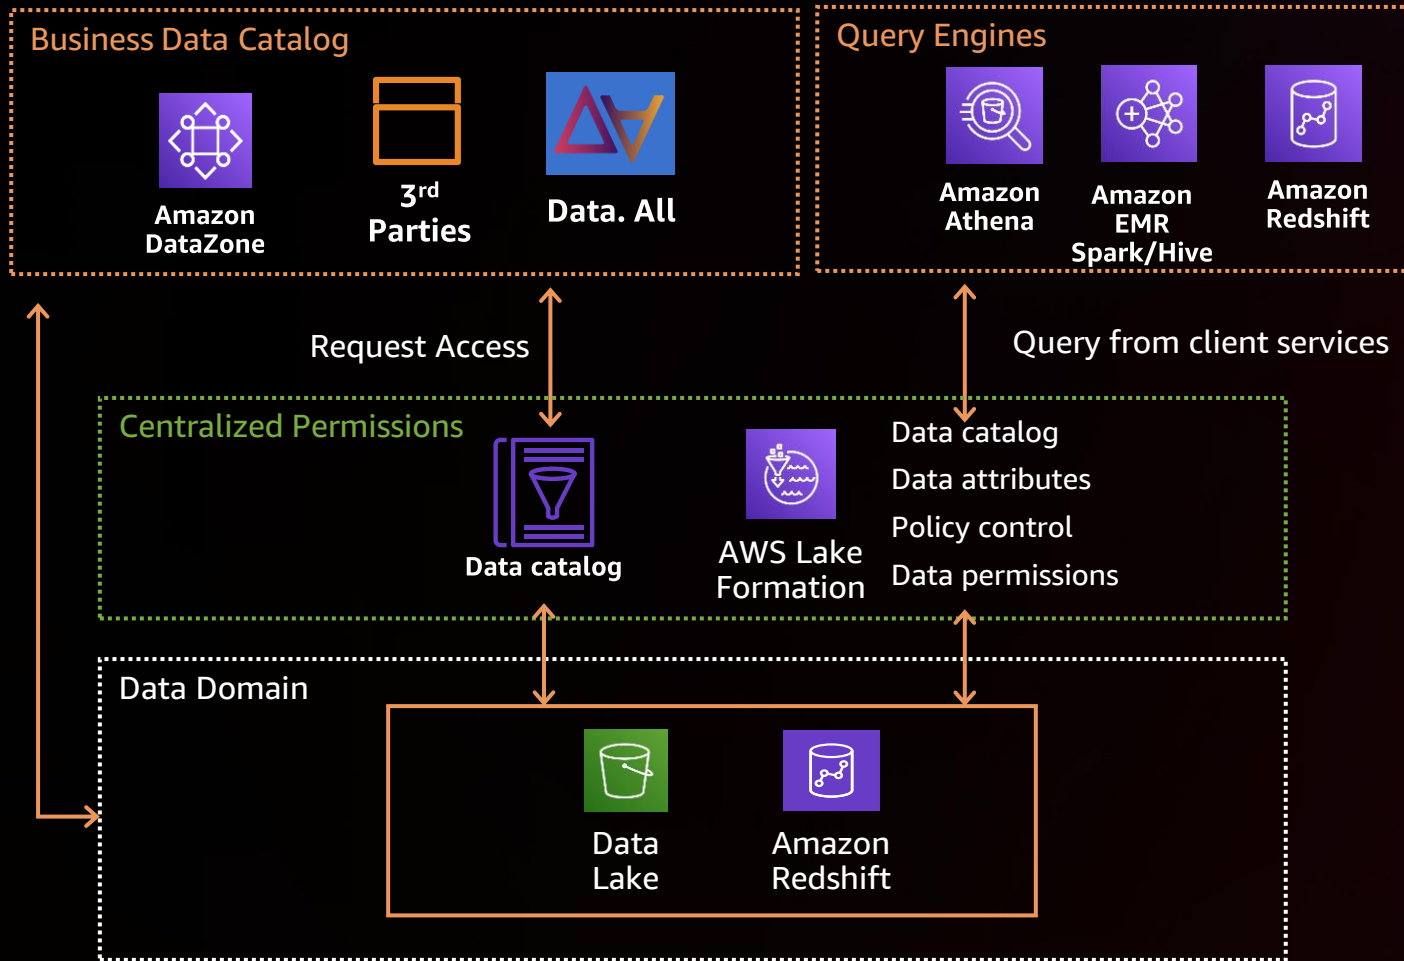 Business Data Catalog
Amazon
DataZone
3rd
Parties
Data. All
Query Engines
Amazon
Athena
Amazon
EMR
Spark/Hive
Amazon
Redshift
Request Access
Query from client services
Centralized Permissions
Data catalog
AWS Lake
Formation
Data catalog
Data attributes
Policy control
Data permissions
Data Domain
Data
Lake
Amazon
Redshift